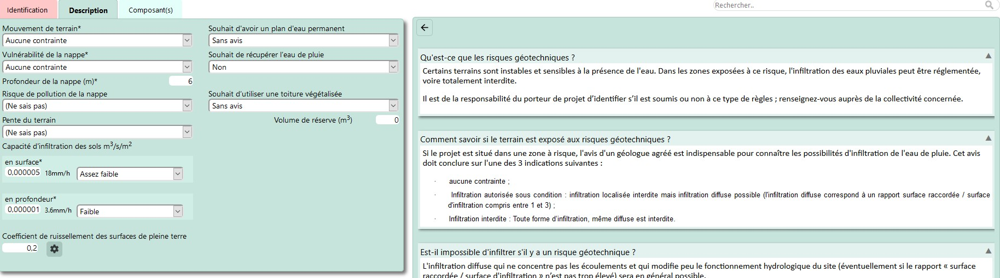 Identification
Description
Composant(s)
Rechercher..
Mouvement de terrain*
Aucune contrainte
Vulnérabilité de la nappe*
Aucune contrainte
Profondeur de la nappe (m)*
6
Risque de pollution de la nappe
(Ne sais pas)
Pente du terrain
(Ne sais pas)
Capacité d'infiltration des sols m³/s/m²
en surface*
0,000005 18mm/h Assez faible
en profondeur*
0,000001 3.6mm/h Faible
Coefficient de ruissellement des surfaces de pleine terre
0,2
Souhait d'avoir un plan d'eau permanent
Sans avis
Souhait de récupérer l'eau de pluie
Non
Souhait d'utiliser une toiture végétalisée
Sans avis
Volume de réserve (m³)
0
Qu'est-ce que les risques géotechniques ?
Certains terrains sont instables et sensibles à la présence de l'eau. Dans les zones exposées à ce risque, l'infiltration des eaux pluviales peut être réglementée,
voire totalement interdite.
Il est de la responsabilité du porteur de projet d'identifier s'il est soumis ou non à ce type de règles ; renseignez-vous auprès de la collectivité concernée.
Comment savoir si le terrain est exposé aux risques géotechniques ?
Si le projet est situé dans une zone à risque, l'avis d'un géologue agréé est indispensable pour connaître les possibilités d'infiltration de l'eau de pluie. Cet avis
doit conclure sur l'une des 3 indications suivantes :
· aucune contrainte ;
· Infiltration autorisée sous condition : infiltration localisée interdite mais infiltration diffuse possible (l'infiltration diffuse correspond à un rapport surface raccordée / surface
d'infiltration compris entre 1 et 3) ;
· Infiltration interdite : Toute forme d'infiltration, même diffuse est interdite.
Est-il impossible d'infiltrer s'il y a un risque géotechnique ?
L'infiltration diffuse qui ne concentre pas les écoulements et qui modifie peu le fonctionnement hydrologique du site (éventuellement si le rapport « surface
raccordée / surface d'infiltration » n'est pas trop élevé) sera en général possible.